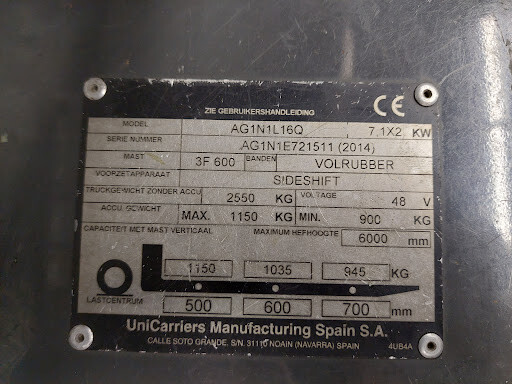 ZIE GEBRUIKERSHANDLEIDING CE
MODEL AG1N1L16Q 7,1X2 KW
SERIE NUMMER AG1N1E721511 (2014)
MAST 3F 600 BANDEN VOLRUBBER
VOORZETAPPARAAT SIDESHIFT
TRUCKGEWICHT ZONDER ACCU 2550 KG VOLTAGE 48 V
ACCU GEWICHT MAX. 1150 KG MIN. 900 KG
CAPACITEIT MET MAST VERTICAAL MAXIMUM HEFHOOGTE 6000 mm
1150 1035 945 KG
LASTCENTRUM 500 600 700 mm
UniCarriers Manufacturing Spain S.A.
CALLE SOTO GRANDE, S/N, 31110 NOAIN (NAVARRA) SPAIN 4UB4A